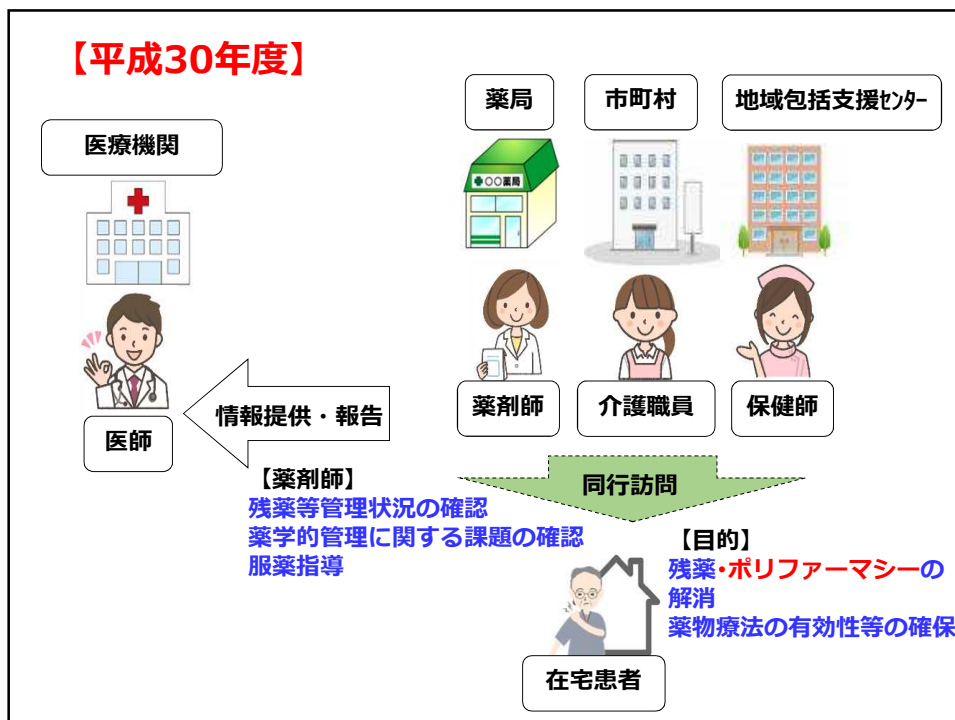 【平成30年度】
薬局
市町村
地域包括支援ｾﾝﾀｰ
医療機関
○○薬局
薬剤師
介護職員
保健師
医師
情報提供・報告
同行訪問
【薬剤師】
残薬等管理状況の確認
薬学的管理に関する課題の確認
服薬指導
【目的】
残薬・ポリファーマシーの
解消
薬物療法の有効性等の確保
在宅患者